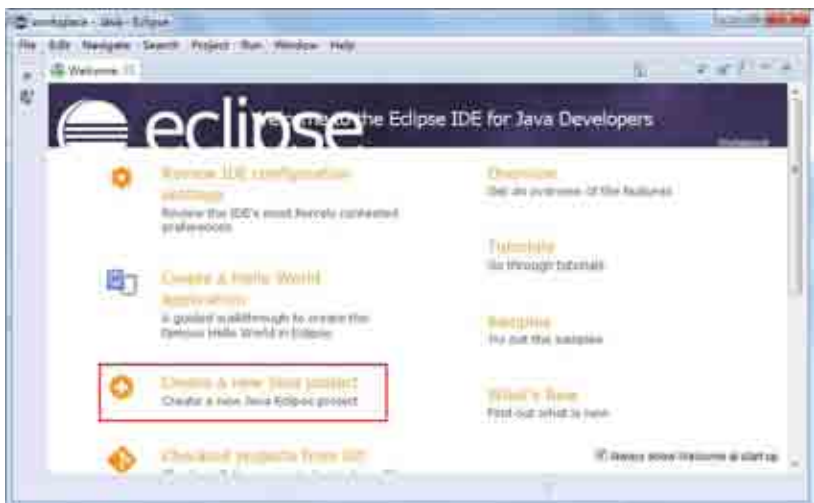 workspace - Java - Eclipse
File Edit Navigate Search Project Run Window Help
Welcome
eclipse
Welcome to the Eclipse IDE for Java Developers
Review IDE configuration
settings
Review the IDE's most fiercely contested
preferences
Overview
Get an overview of the features
Create a Hello World
application
A guided walkthrough to create the
famous Hello World in Eclipse
Tutorials
Go through tutorials
Samples
Try out the samples
Create a new Java project
Create a new Java Eclipse project
What's New
Find out what is new
Checkout projects from Git
Always show Welcome at start up